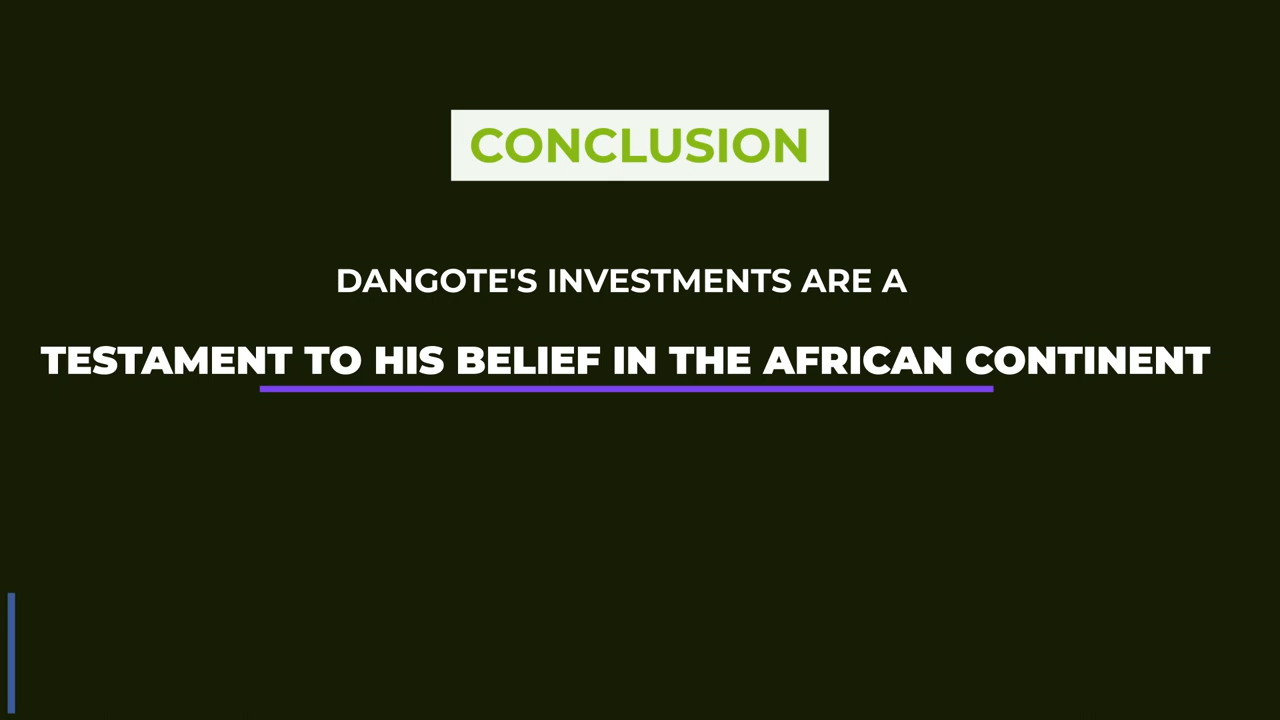 CONCLUSION
DANGOTE'S INVESTMENTS ARE A
TESTAMENT TO HIS BELIEF IN THE AFRICAN CONTINENT